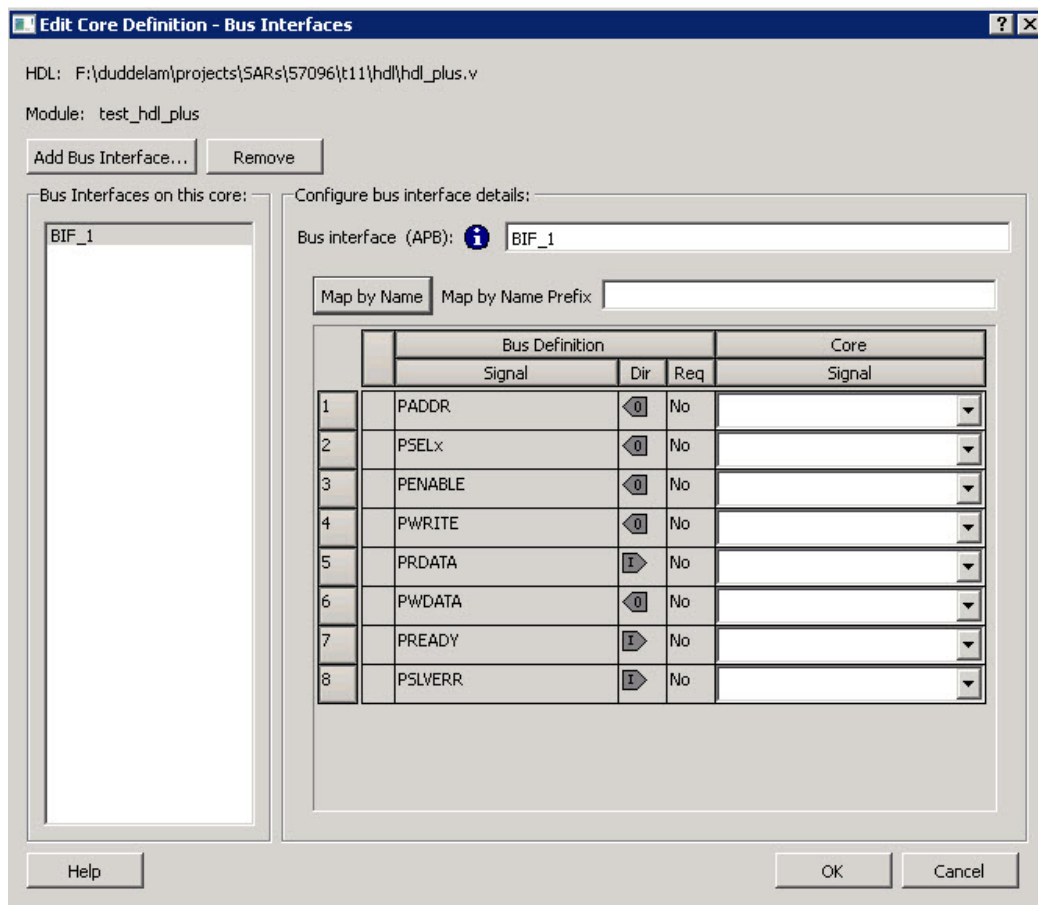 Edit Core Definition - Bus Interfaces
HDL: F:\duddelam\projects\SARs\57096\t11\hdl\hdl_plus.v
Module: test_hdl_plus
Add Bus Interface... Remove
Bus Interfaces on this core:
BIF_1
Configure bus interface details:
Bus interface (APB): BIF_1
Map by Name Map by Name Prefix
Bus Definition Core
Signal Dir Req Signal
1 PADDR O No
2 PSELx O No
3 PENABLE O No
4 PWRITE O No
5 PRDATA I No
6 PWDATA O No
7 PREADY I No
8 PSLVERR I No
Help OK Cancel